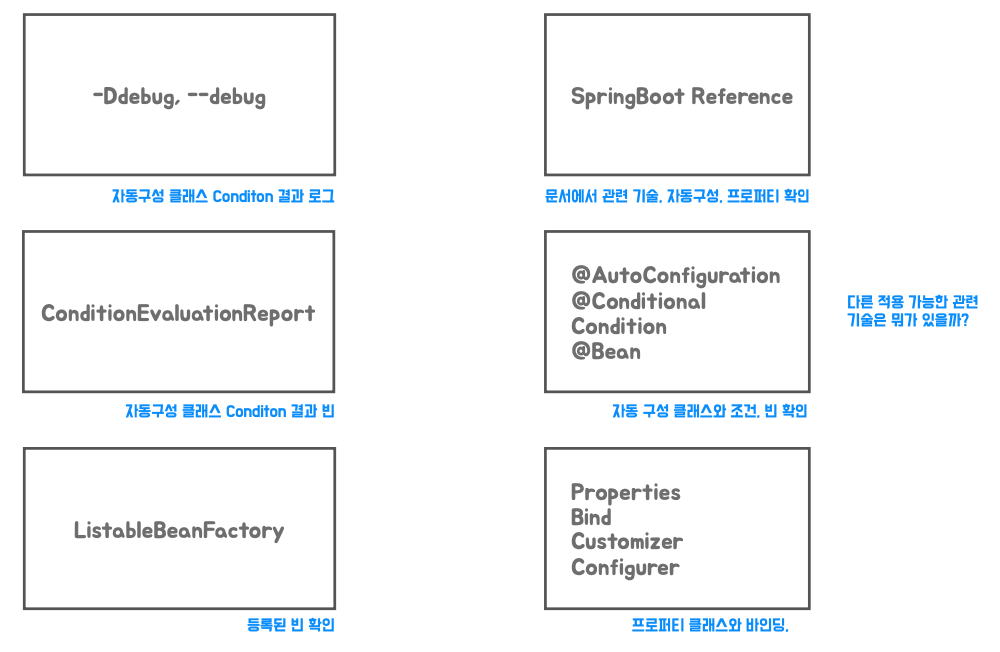 -Ddebug, --debug
자동구성 클래스 Conditon 결과 로그
SpringBoot Reference
문서에서 관련 기술, 자동구성, 프로퍼티 확인
ConditionEvaluationReport
자동구성 클래스 Conditon 결과 빈
@AutoConfiguration
@Conditional
Condition
@Bean
자동 구성 클래스와 조건, 빈 확인
다른 적용 가능한 관련
기술은 뭐가 있을까?
ListableBeanFactory
등록된 빈 확인
Properties
Bind
Customizer
Configurer
프로퍼티 클래스와 바인딩,